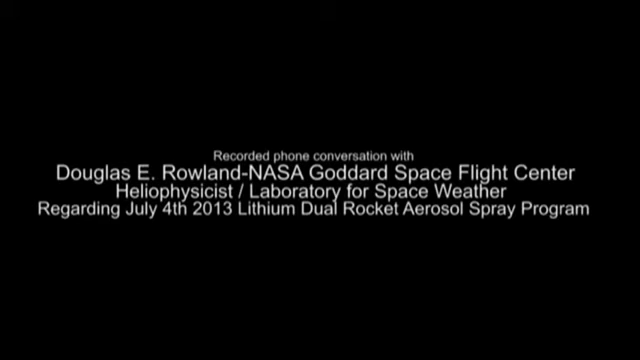 Recorded phone conversation with
Douglas E. Rowland-NASA Goddard Space Flight Center
Heliophysicist / Laboratory for Space Weather
Regarding July 4th 2013 Lithium Dual Rocket Aerosol Spray Program